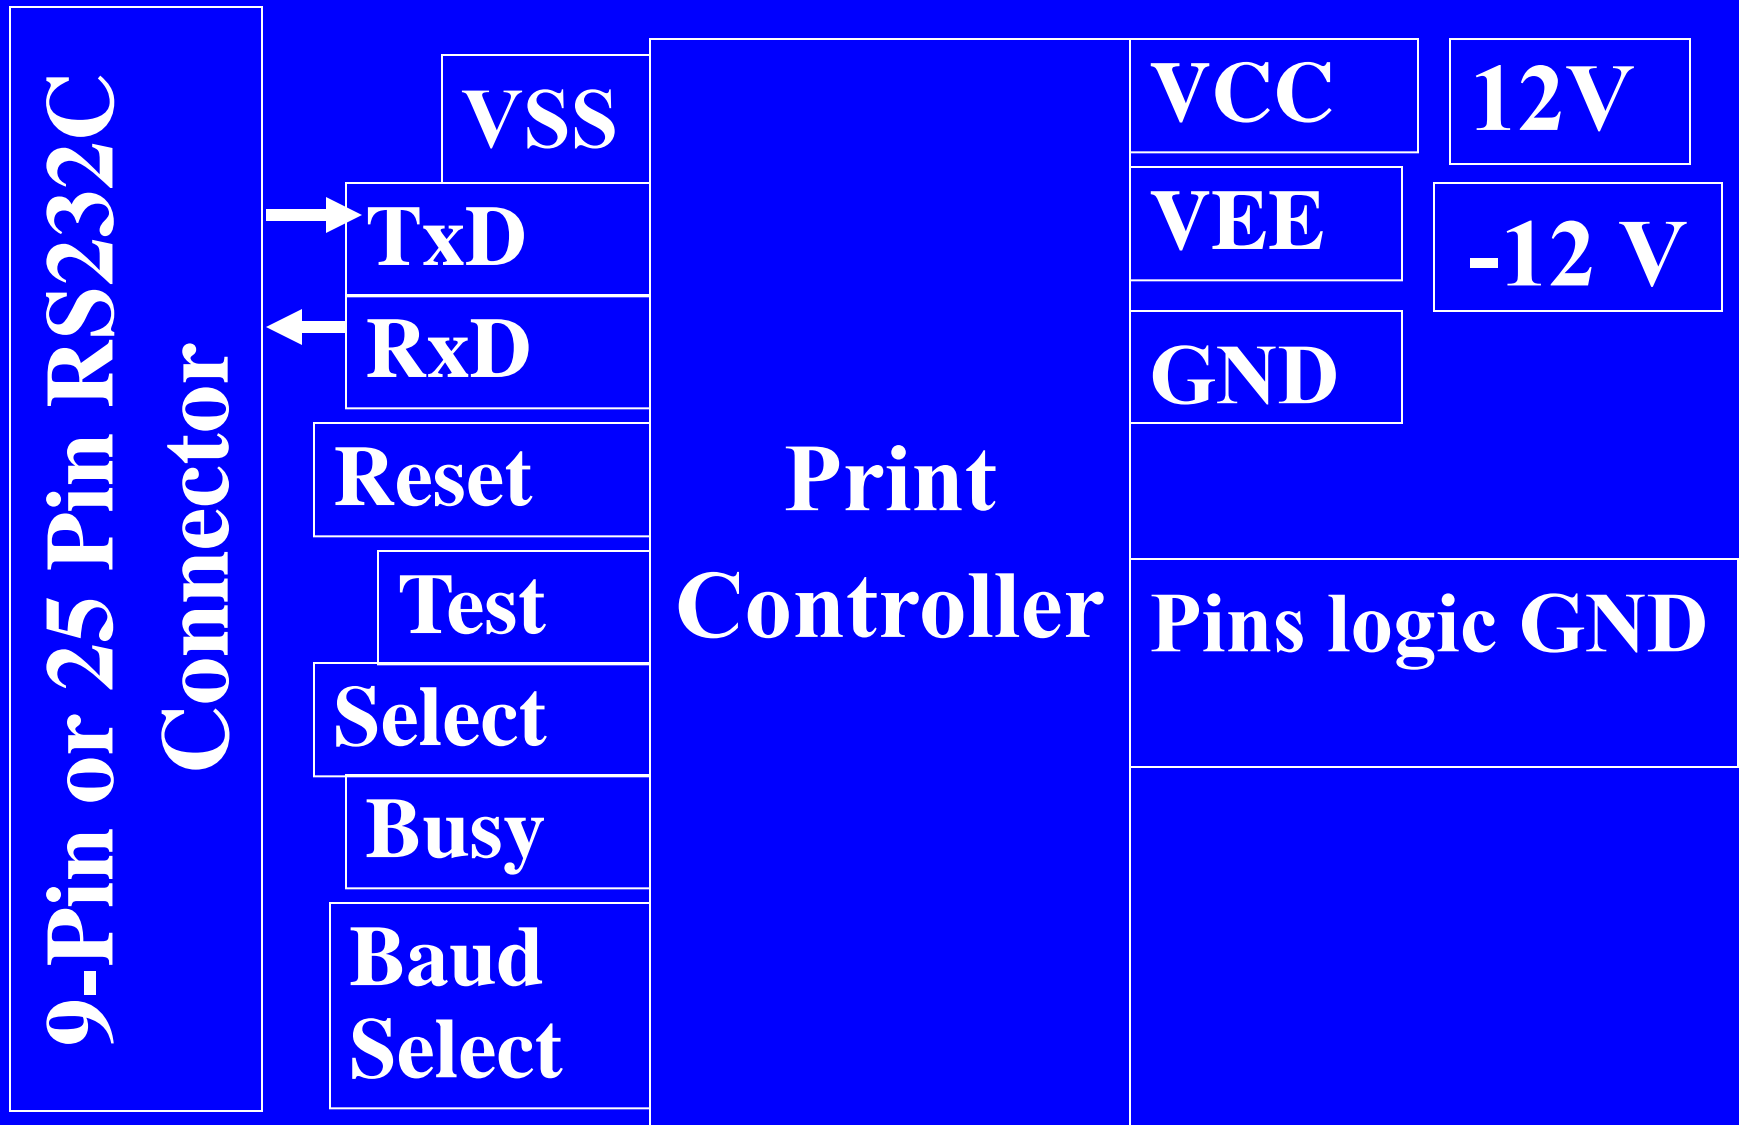 9-Pin or 25 Pin RS232C
Connector
VSS
TxD
RxD
Reset
Test
Select
Busy
Baud
Select
Print
Controller
VCC
12V
VEE
-12 V
GND
Pins logic GND